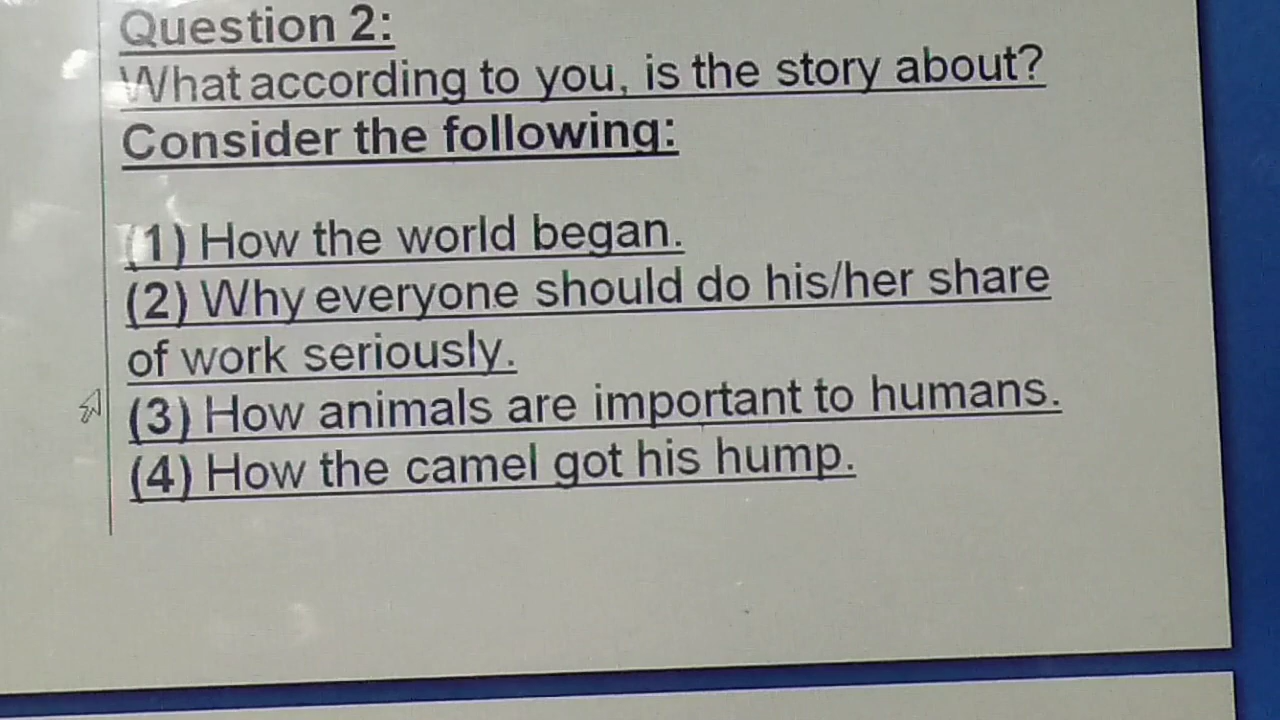 Question 2:
What according to you, is the story about?
Consider the following:
(1) How the world began.
(2) Why everyone should do his/her share
of work seriously.
(3) How animals are important to humans.
(4) How the camel got his hump.